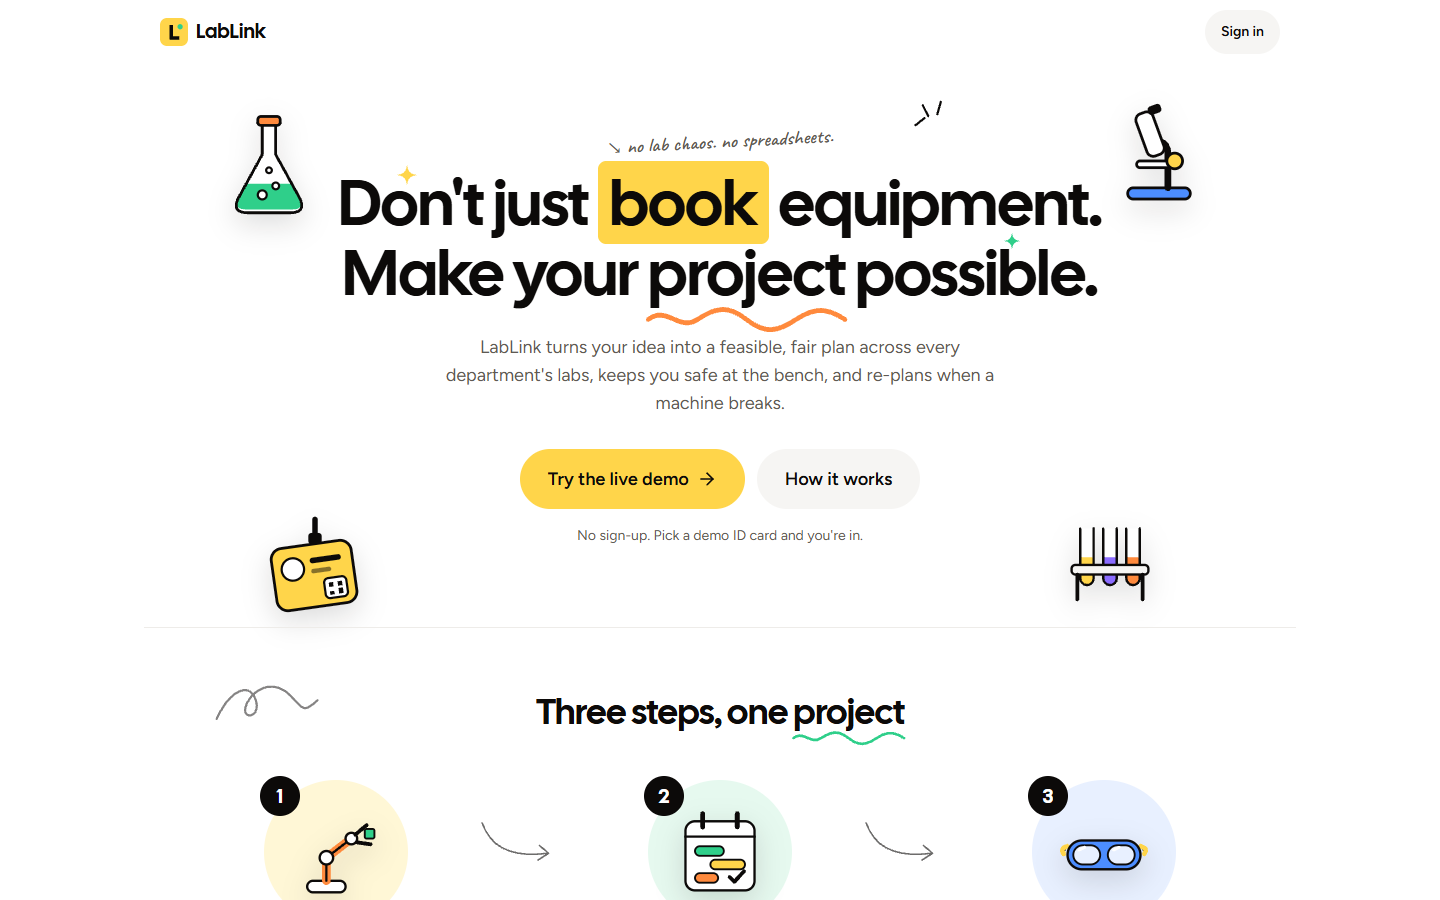 LabLink
Sign in
↘ no lab chaos. no spreadsheets.
Don't just book equipment.
Make your project possible.
LabLink turns your idea into a feasible, fair plan across every
department's labs, keeps you safe at the bench, and re-plans when a
machine breaks.
Try the live demo →
How it works
No sign-up. Pick a demo ID card and you're in.
Three steps, one project
1
2
3